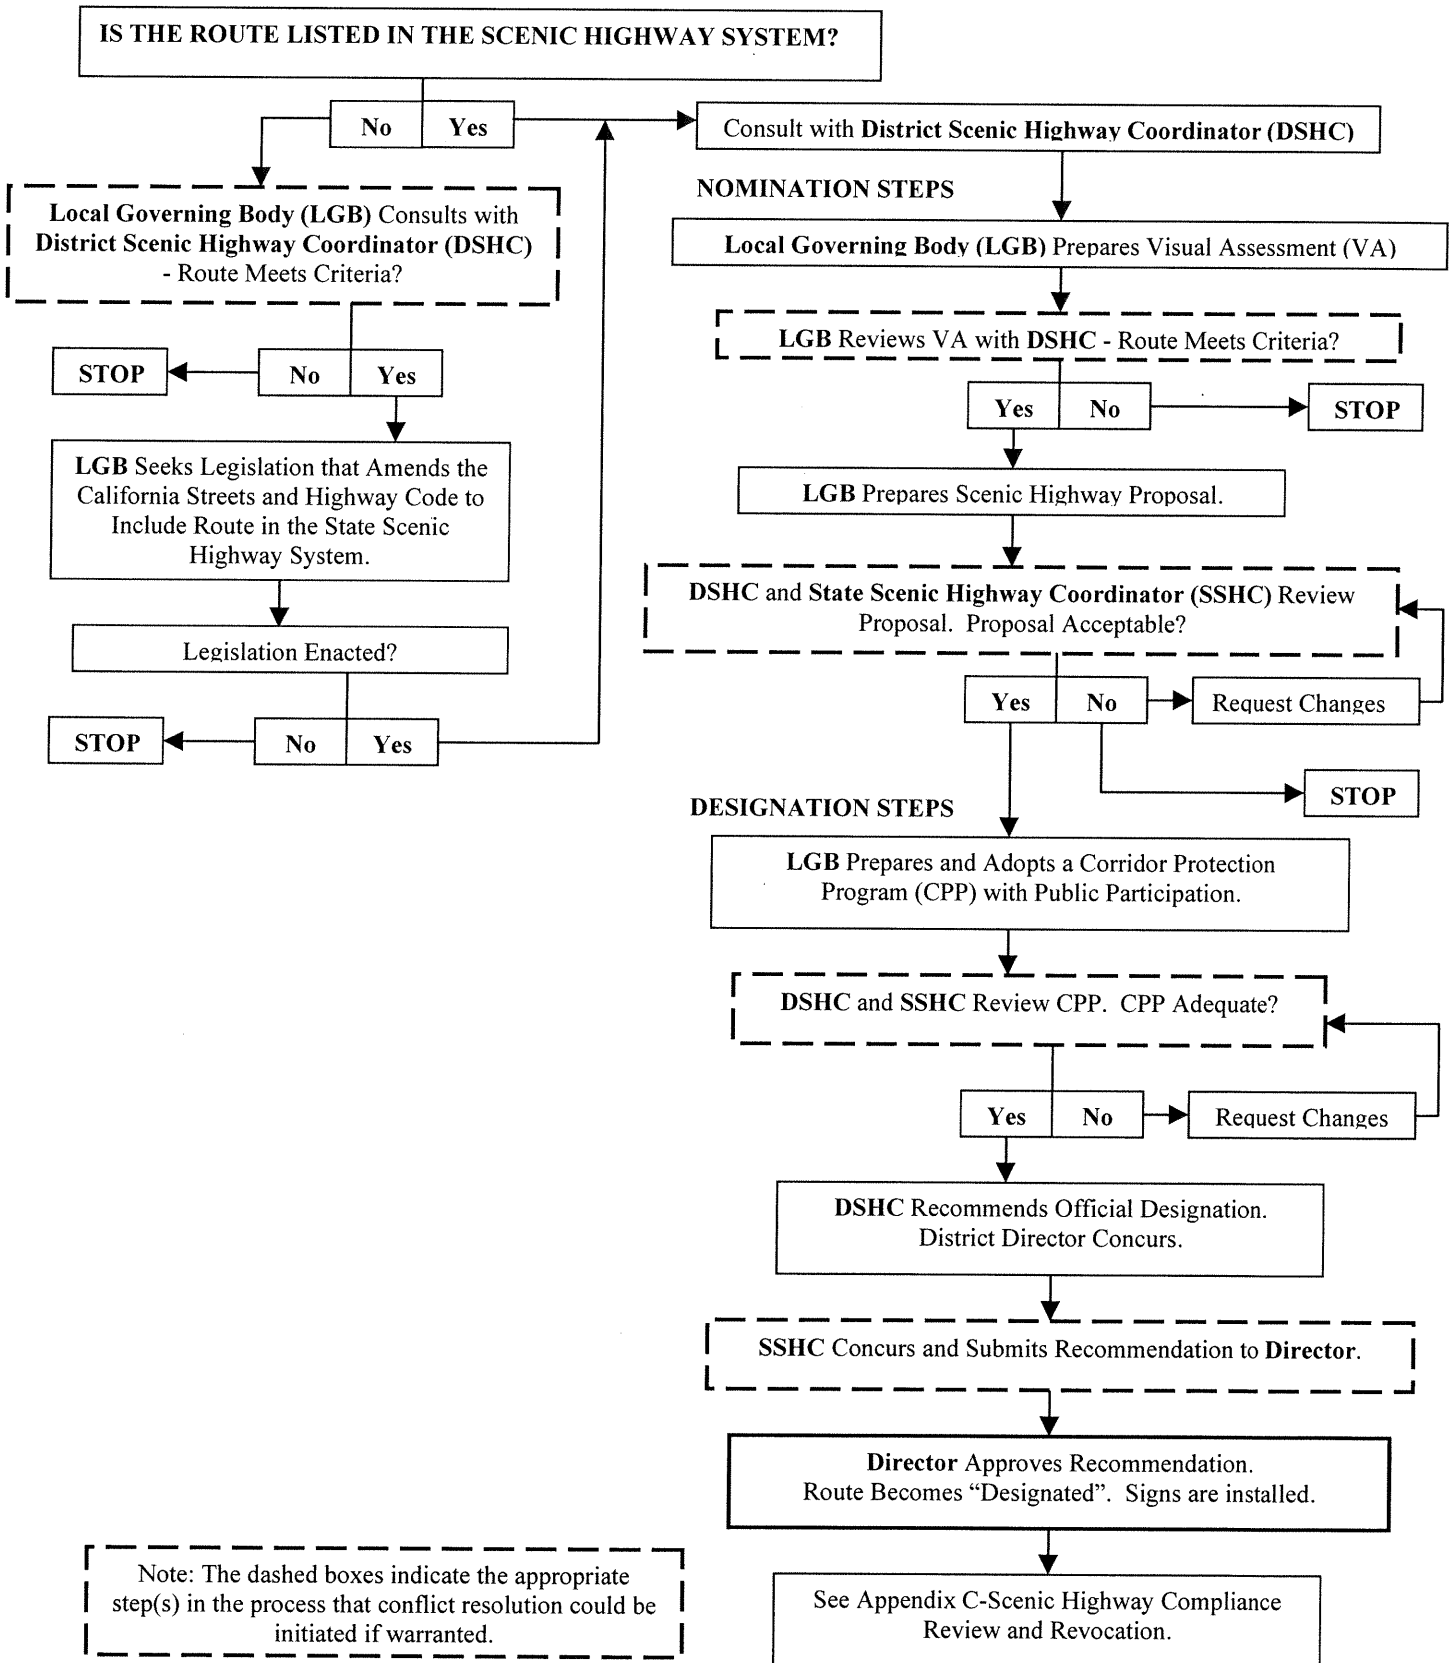 IS THE ROUTE LISTED IN THE SCENIC HIGHWAY SYSTEM?
No
Yes
Local Governing Body (LGB) Consults with
District Scenic Highway Coordinator (DSHC)
- Route Meets Criteria?
STOP
No
Yes
LGB Seeks Legislation that Amends the
California Streets and Highway Code to
Include Route in the State Scenic
Highway System.
Legislation Enacted?
STOP
No
Yes
Consult with District Scenic Highway Coordinator (DSHC)
NOMINATION STEPS
Local Governing Body (LGB) Prepares Visual Assessment (VA)
LGB Reviews VA with DSHC - Route Meets Criteria?
Yes
No
STOP
LGB Prepares Scenic Highway Proposal.
DSHC and State Scenic Highway Coordinator (SSHC) Review
Proposal. Proposal Acceptable?
Yes
No
Request Changes
STOP
DESIGNATION STEPS
LGB Prepares and Adopts a Corridor Protection
Program (CPP) with Public Participation.
DSHC and SSHC Review CPP. CPP Adequate?
Yes
No
Request Changes
DSHC Recommends Official Designation.
District Director Concurs.
SSHC Concurs and Submits Recommendation to Director.
Director Approves Recommendation.
Route Becomes “Designated”. Signs are installed.
See Appendix C-Scenic Highway Compliance
Review and Revocation.
Note: The dashed boxes indicate the appropriate
step(s) in the process that conflict resolution could be
initiated if warranted.